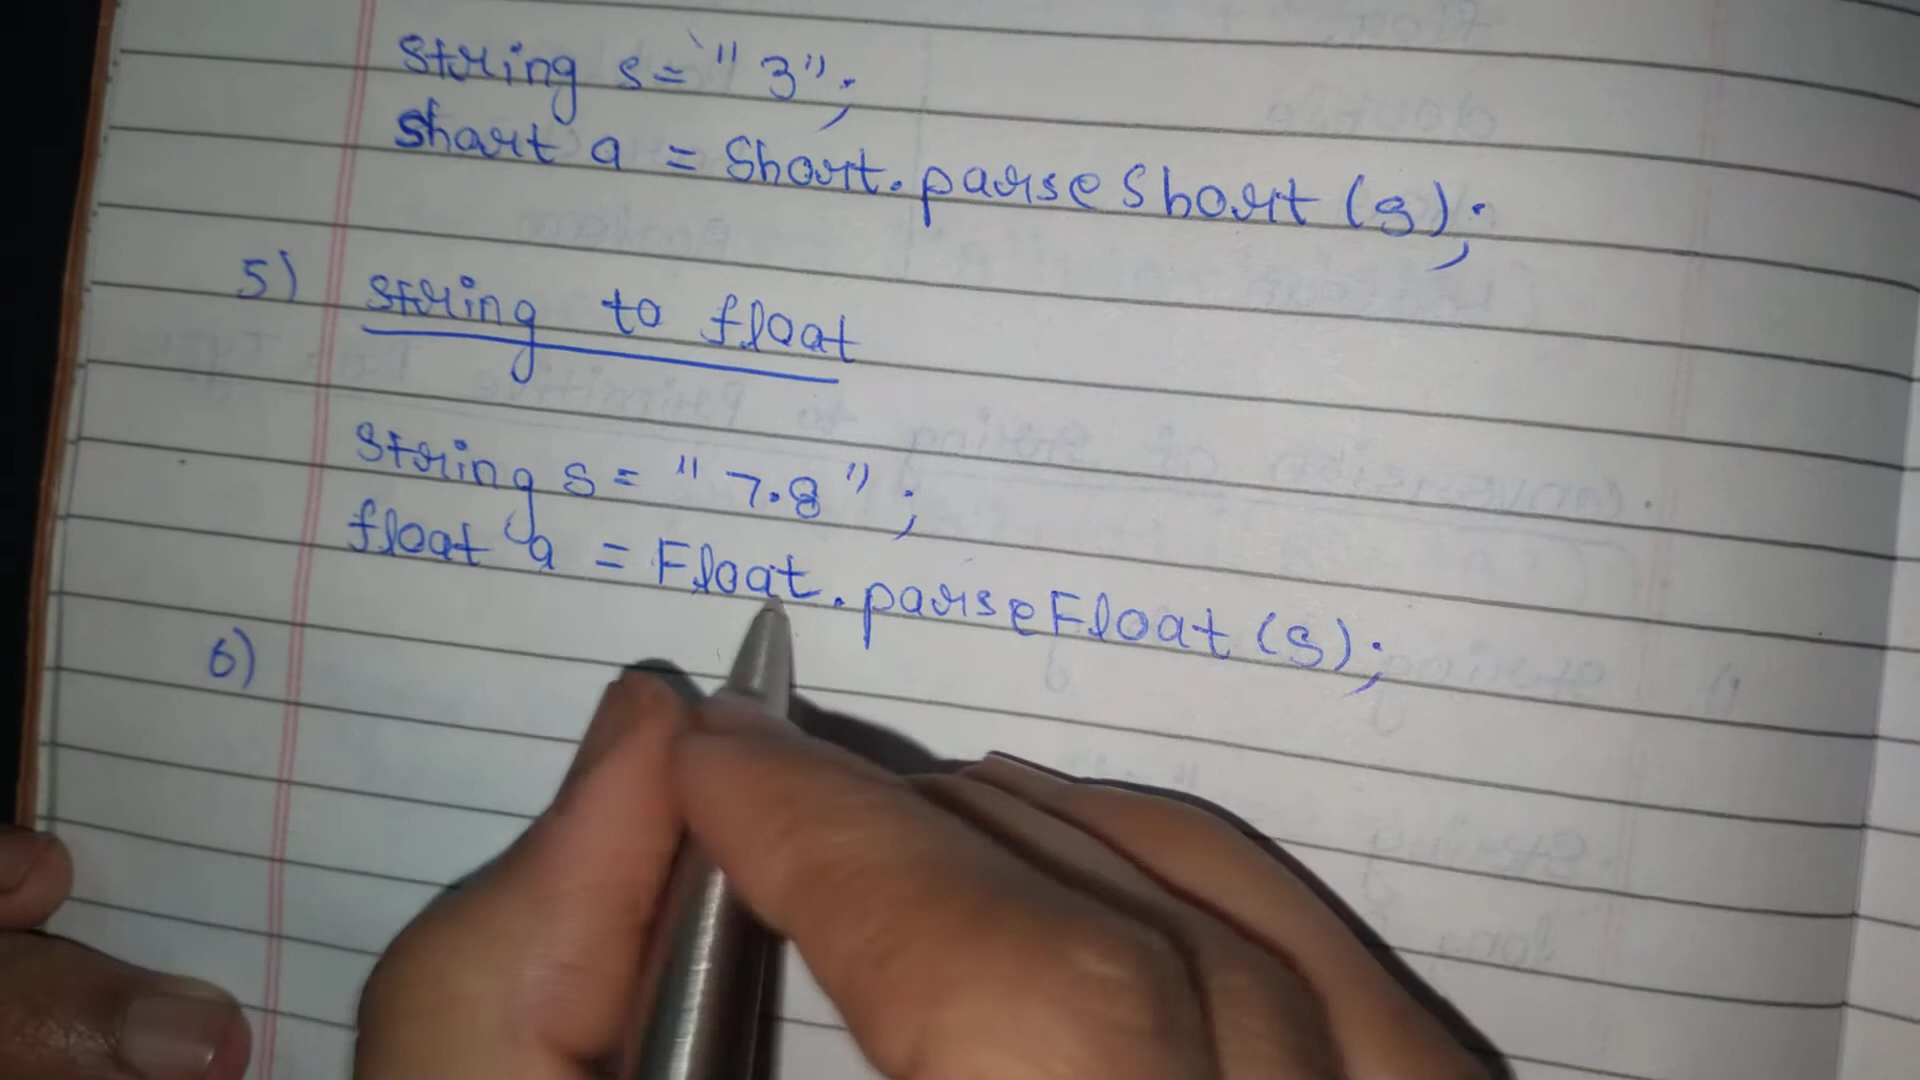 String s = "3";
Short a = Short.parseShort(s);
5) String to float
String s = "7.8";
float a = Float.parseFloat(s);
6)